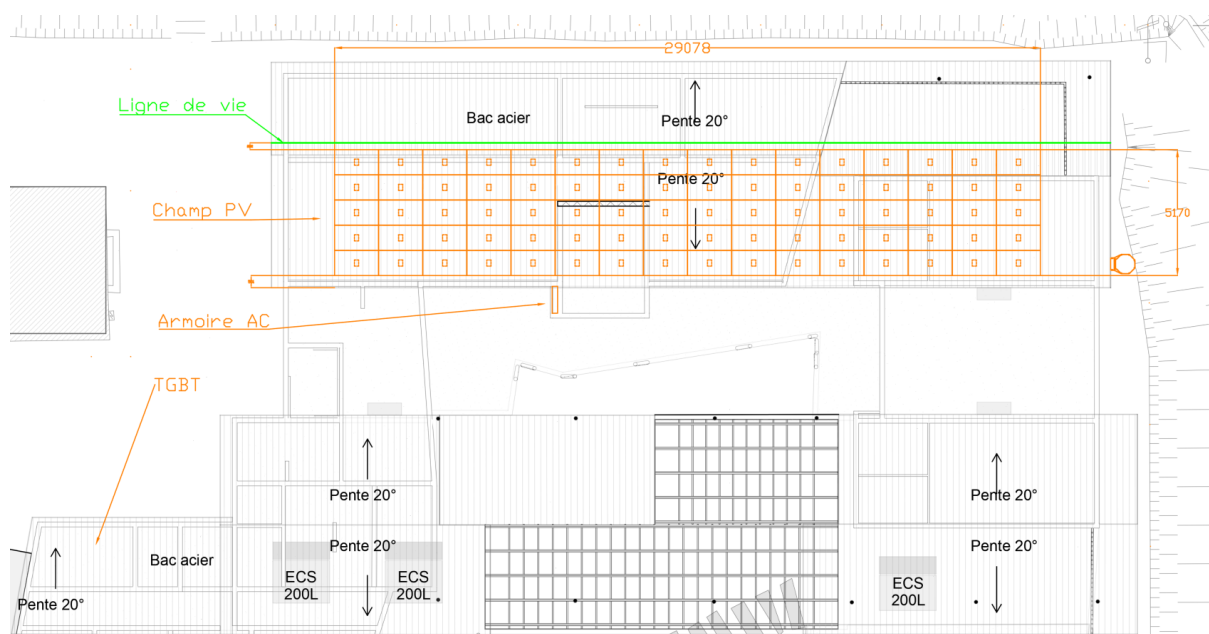 29078
Ligne de vie
Bac acier
Pente 20°
Pente 20°
Champ PV
5170
Armoire AC
TGBT
Pente 20°
Pente 20°
Pente 20°
Pente 20°
Bac acier
ECS
200L
ECS
200L
ECS
200L
Pente 20°